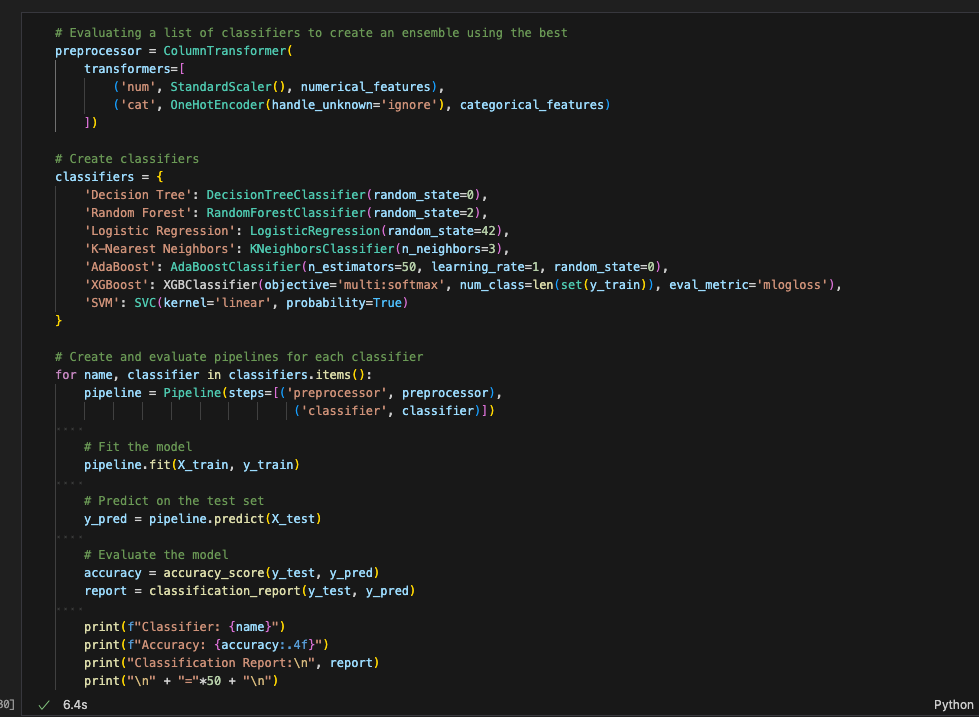 # Evaluating a list of classifiers to create an ensemble using the best
preprocessor = ColumnTransformer(
    transformers=[
        ('num', StandardScaler(), numerical_features),
        ('cat', OneHotEncoder(handle_unknown='ignore'), categorical_features)
    ])

# Create classifiers
classifiers = {
    'Decision Tree': DecisionTreeClassifier(random_state=0),
    'Random Forest': RandomForestClassifier(random_state=2),
    'Logistic Regression': LogisticRegression(random_state=42),
    'K-Nearest Neighbors': KNeighborsClassifier(n_neighbors=3),
    'AdaBoost': AdaBoostClassifier(n_estimators=50, learning_rate=1, random_state=0),
    'XGBoost': XGBClassifier(objective='multi:softmax', num_class=len(set(y_train)), eval_metric='mlogloss'),
    'SVM': SVC(kernel='linear', probability=True)
}

# Create and evaluate pipelines for each classifier
for name, classifier in classifiers.items():
    pipeline = Pipeline(steps=[('preprocessor', preprocessor),
                               ('classifier', classifier)])

    # Fit the model
    pipeline.fit(X_train, y_train)

    # Predict on the test set
    y_pred = pipeline.predict(X_test)

    # Evaluate the model
    accuracy = accuracy_score(y_test, y_pred)
    report = classification_report(y_test, y_pred)

    print(f"Classifier: {name}")
    print(f"Accuracy: {accuracy:.4f}")
    print("Classification Report:\n", report)
    print("\n" + "="*50 + "\n")
✓ 6.4s Python